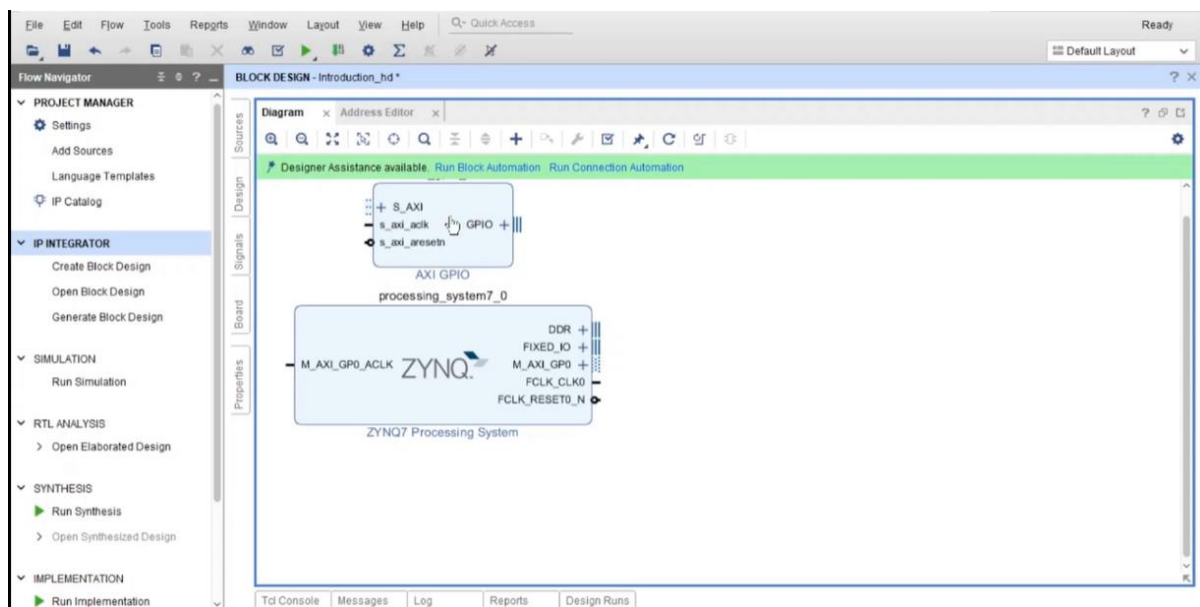 File Edit Flow Tools Reports Window Layout View Help Q- Quick Access Ready
Default Layout
Flow Navigator ? BLOCK DESIGN - Introduction_hd * ?
PROJECT MANAGER
Settings
Add Sources
Language Templates
IP Catalog
IP INTEGRATOR
Create Block Design
Open Block Design
Generate Block Design
SIMULATION
Run Simulation
RTL ANALYSIS
Open Elaborated Design
SYNTHESIS
Run Synthesis
Open Synthesized Design
IMPLEMENTATION
Run Implementation
Sources
Design
Signals
Board
Properties
Diagram Address Editor ?
Designer Assistance available. Run Block Automation Run Connection Automation
S_AXI
s_axi_aclk GPIO
s_axi_aresetn
AXI GPIO
processing_system7_0
DDR
FIXED_IO
M_AXI_GP0_ACLK ZYNQ. M_AXI_GP0
FCLK_CLK0
FCLK_RESET0_N
ZYNQ7 Processing System
Tcl Console Messages Log Reports Design Runs